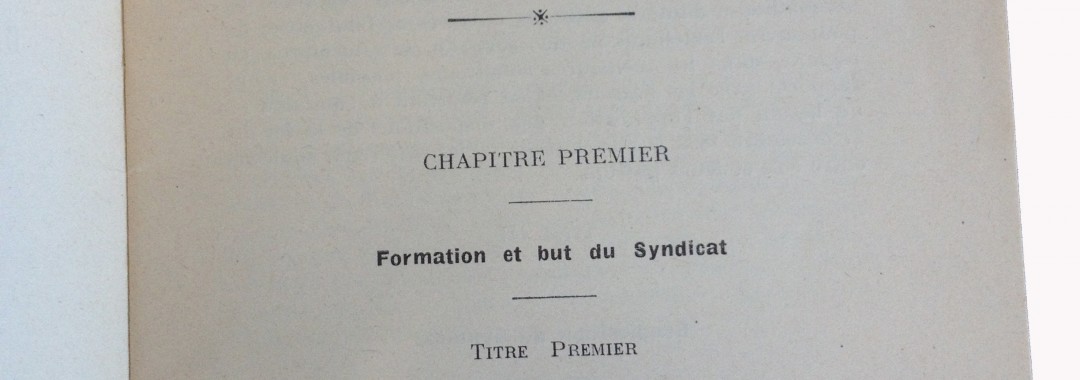 CHAPITRE PREMIER
Formation et but du Syndicat
TITRE PREMIER